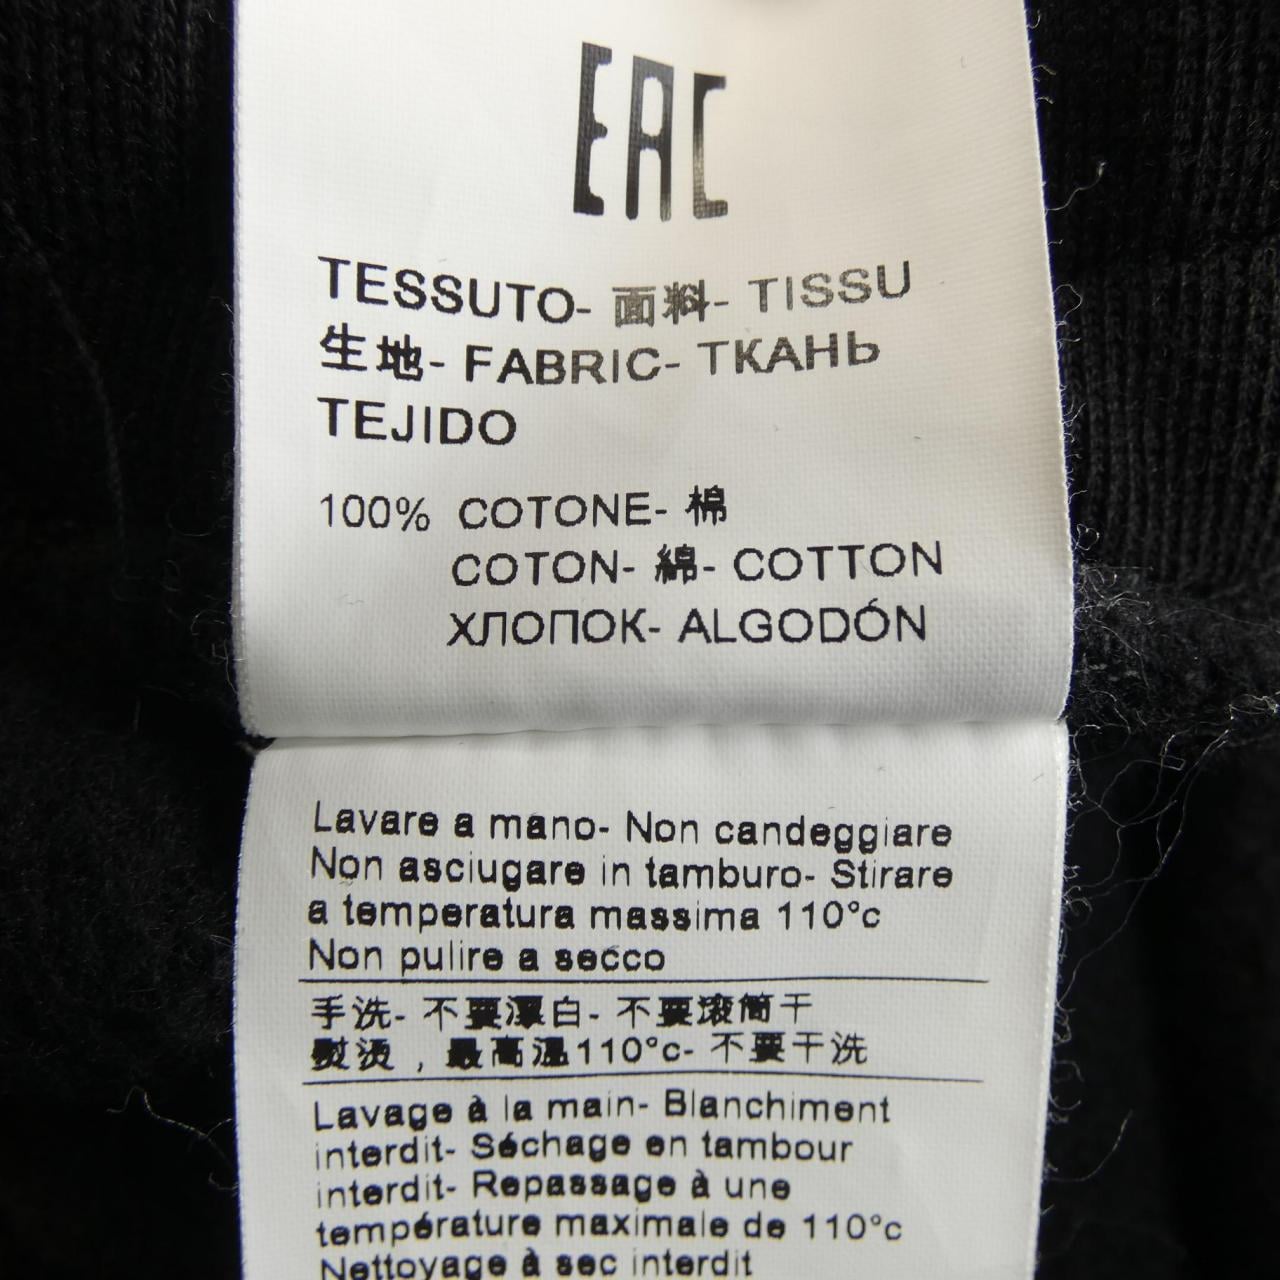 EAC
TESSUTO- 面料- TISSU
生地- FABRIC- ТКАНЬ
TEJIDO
100% COTONE- 棉
COTON- 綿- COTTON
ХЛОПОК- ALGODÓN
Lavare a mano- Non candeggiare
Non asciugare in tamburo- Stirare
a temperatura massima 110°c
Non pulire a secco
手洗- 不要漂白- 不要滚筒干
熨烫，最高温110°c- 不要干洗
Lavage à la main- Blanchiment
interdit- Séchage en tambour
interdit- Repassage à une
température maximale de 110°c
Nettoyage à sec interdit